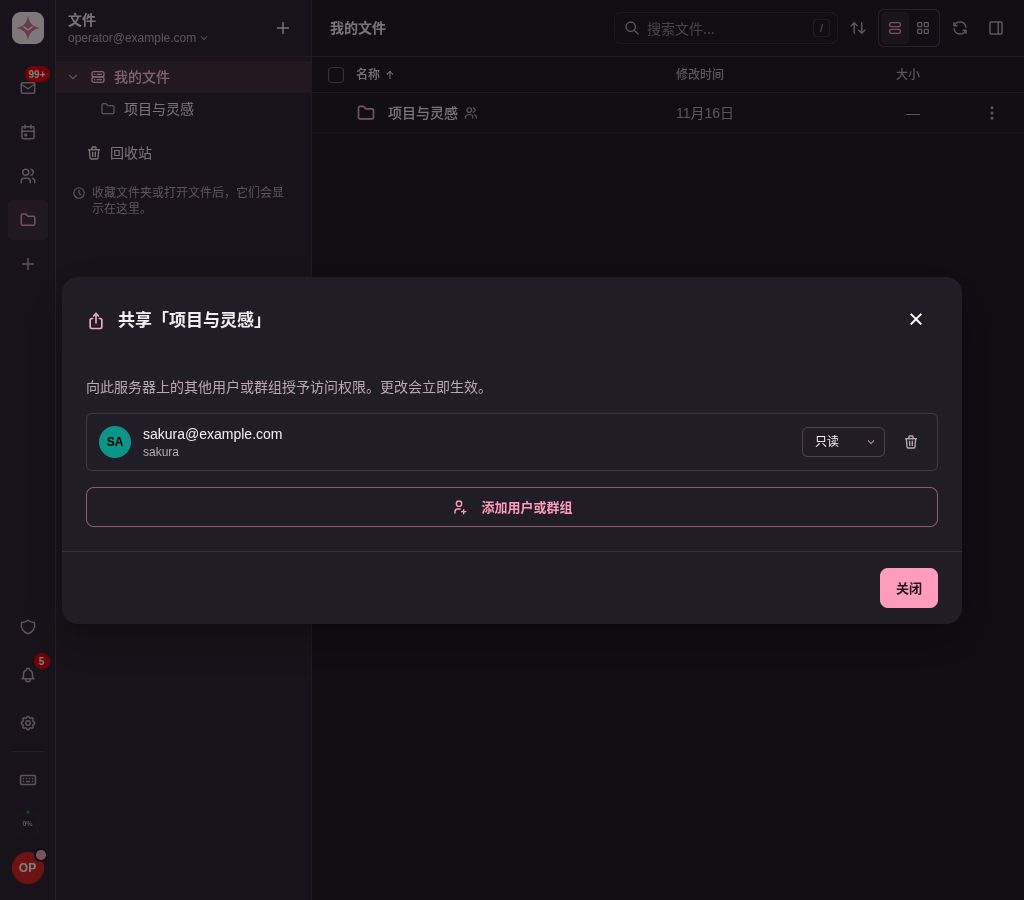 文件
operator@example.com
99+
我的文件
项目与灵感
回收站
收藏文件夹或打开文件后，它们会显
示在这里。
我的文件
搜索文件...
/
名称
修改时间
大小
项目与灵感
11月16日
—
共享「项目与灵感」
向此服务器上的其他用户或群组授予访问权限。更改会立即生效。
SA
sakura@example.com
sakura
只读
添加用户或群组
关闭
5
0%
OP